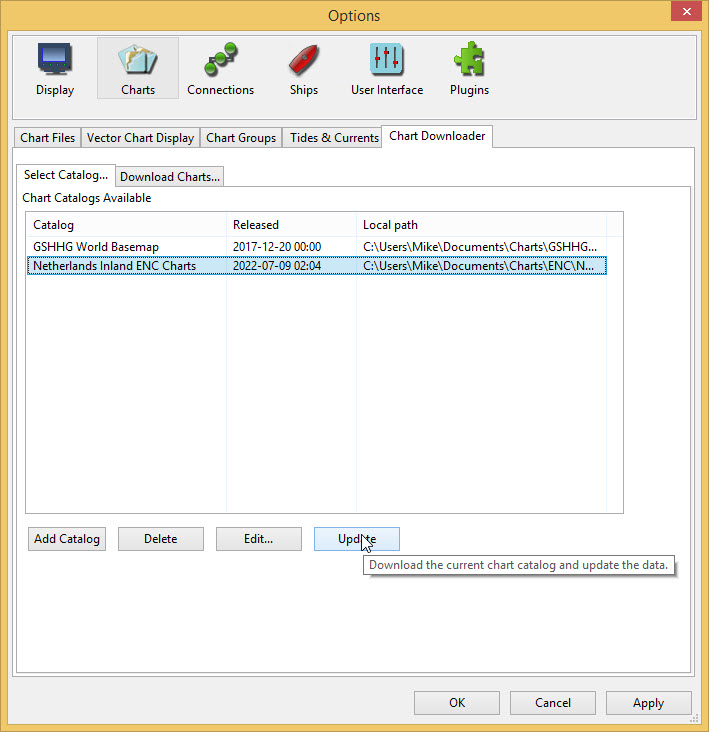 Options
Display Charts Connections Ships User Interface Plugins
Chart Files Vector Chart Display Chart Groups Tides & Currents Chart Downloader
Select Catalog... Download Charts...
Chart Catalogs Available
Catalog Released Local path
GSHHG World Basemap 2017-12-20 00:00 C:\Users\Mike\Documents\Charts\GSHHG...
Netherlands Inland ENC Charts 2022-07-09 02:04 C:\Users\Mike\Documents\Charts\ENC\N...
Add Catalog Delete Edit... Update
Download the current chart catalog and update the data.
OK Cancel Apply